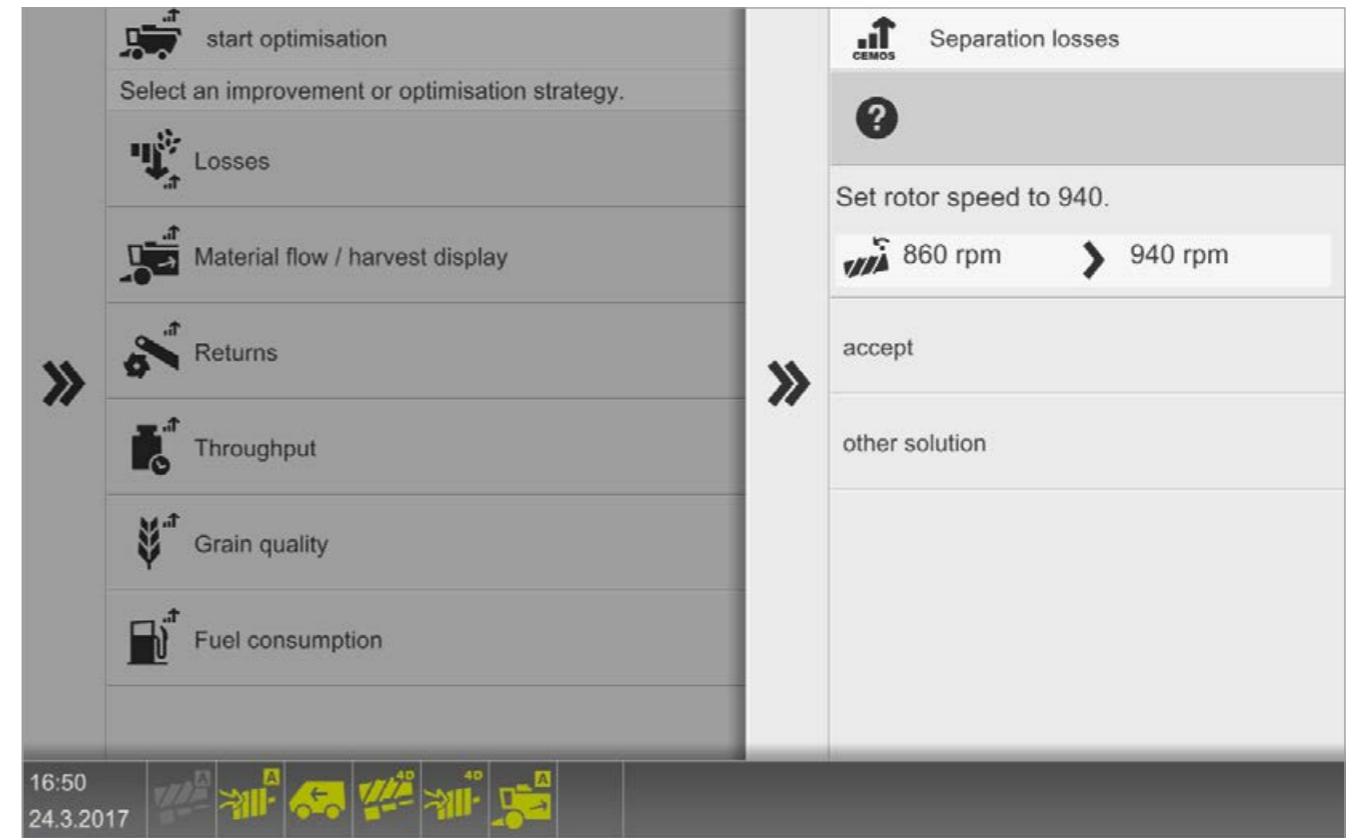 start optimisation
Select an improvement or optimisation strategy.
Losses
Material flow / harvest display
Returns
Throughput
Grain quality
Fuel consumption
CEMOS
Separation losses
?
Set rotor speed to 940.
860 rpm 940 rpm
accept
other solution
16:50
24.3.2017
A A 4D 4D A